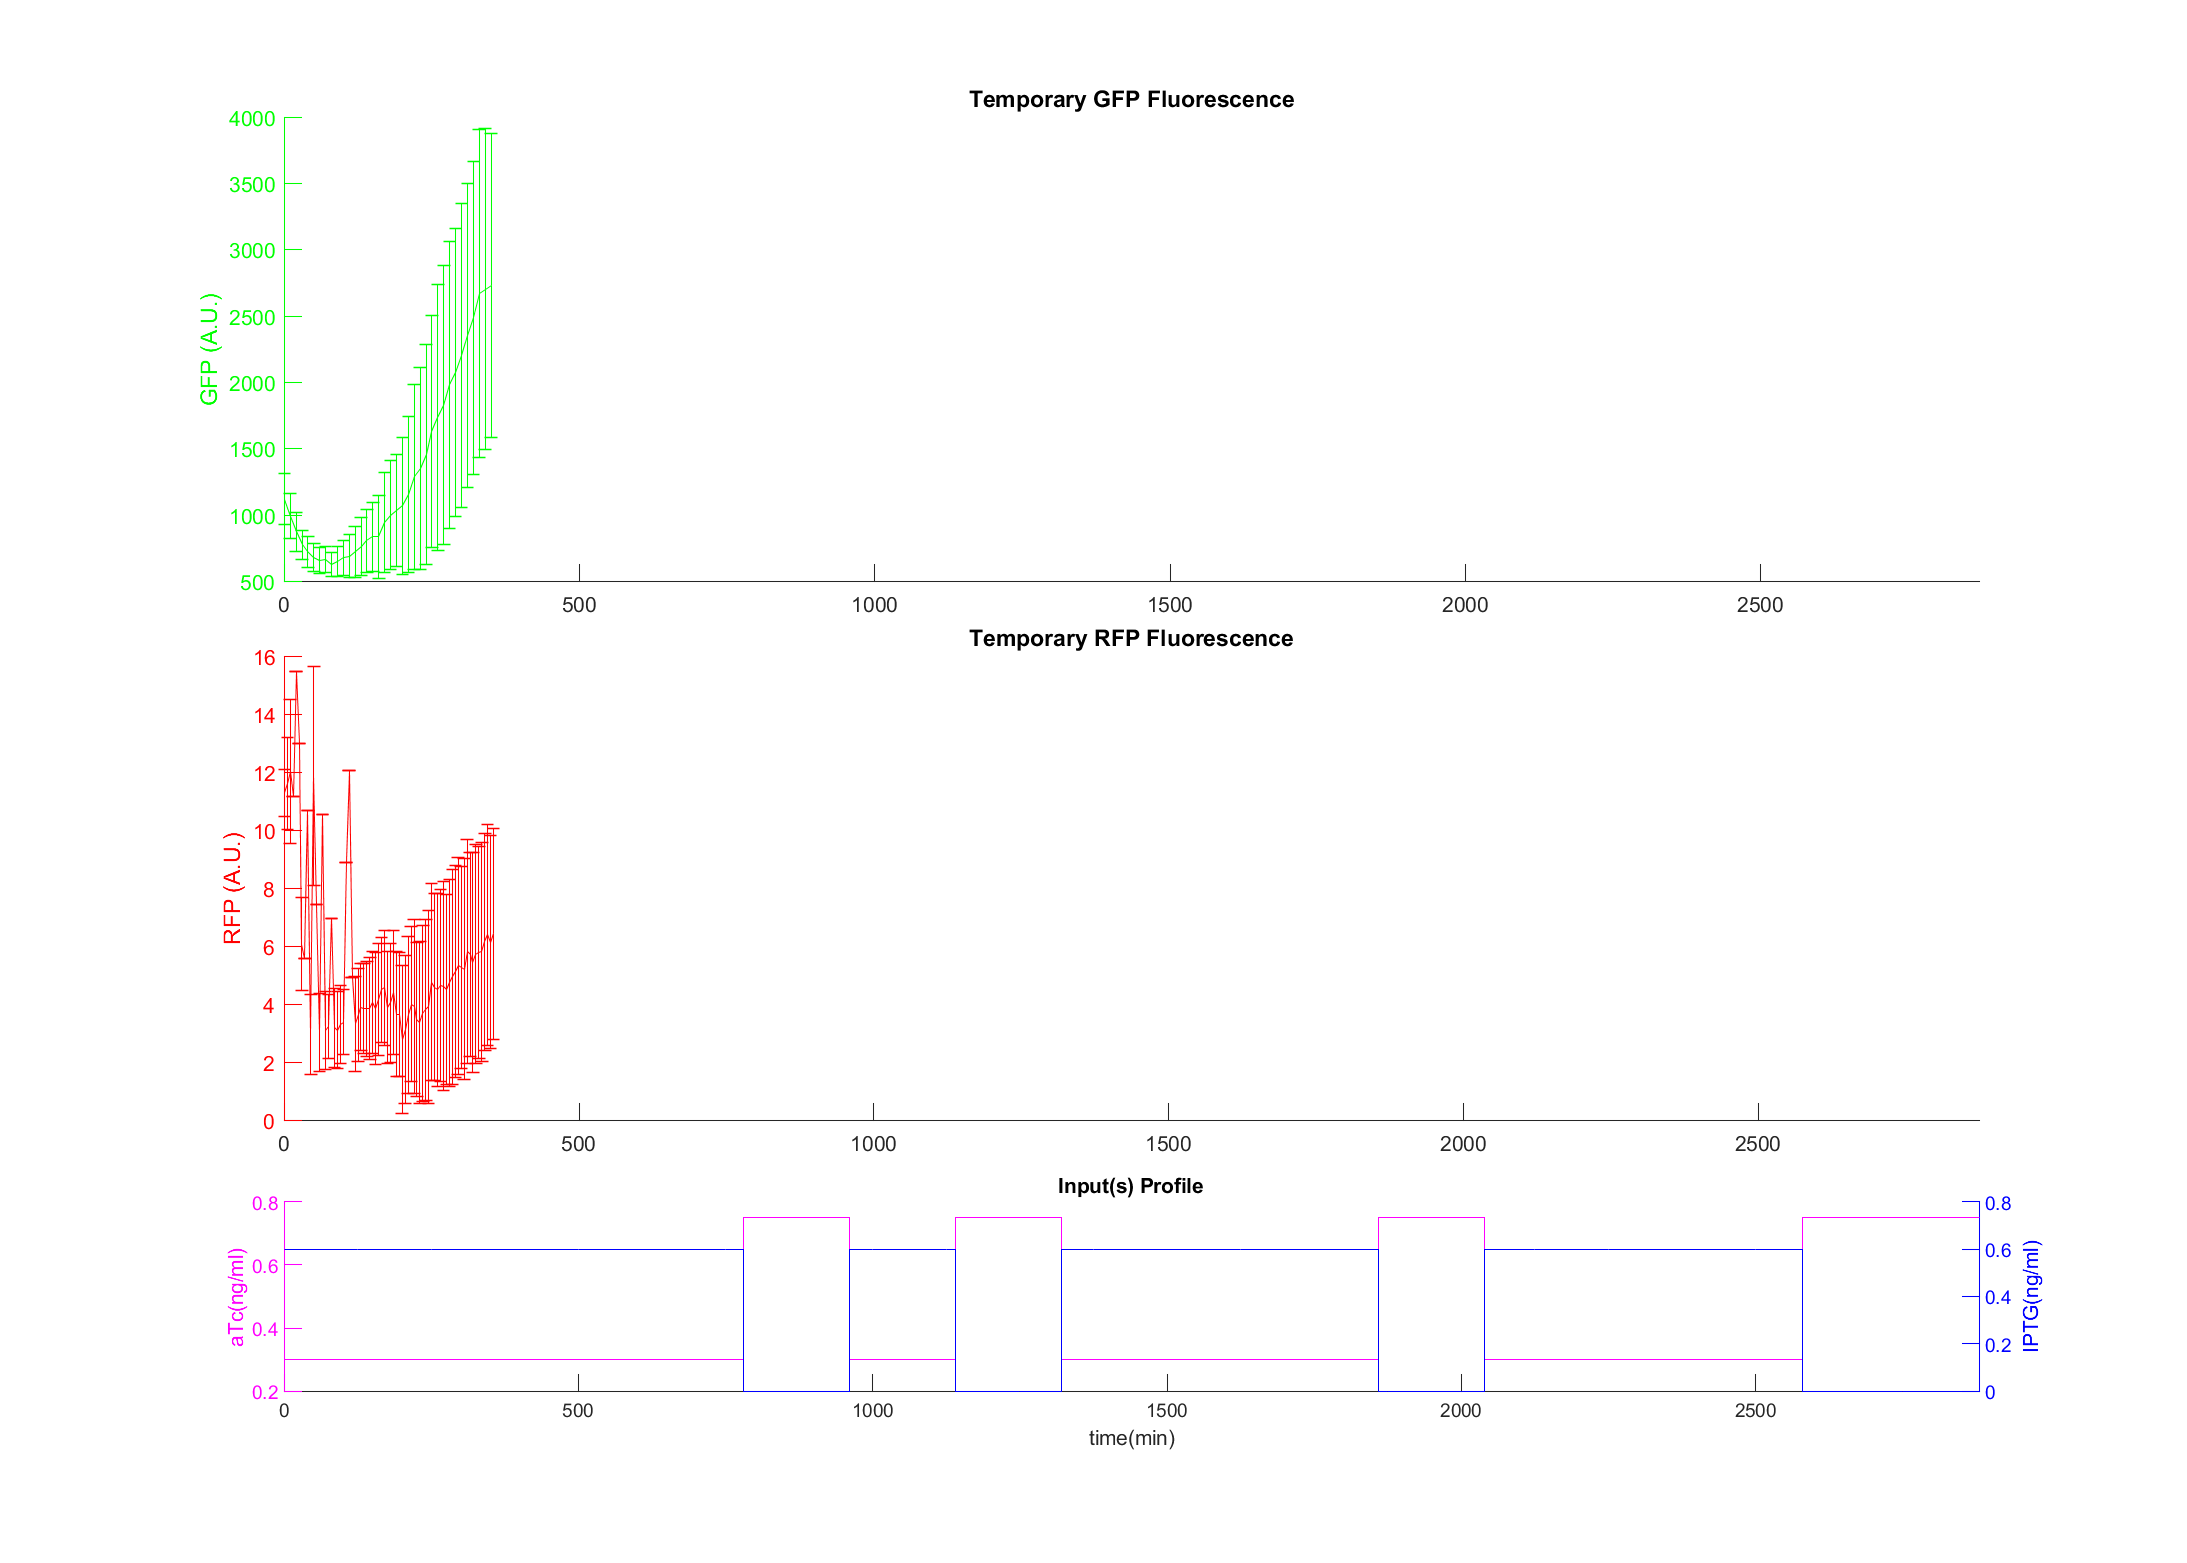 Temporary GFP Fluorescence
4000
3500
3000
2500
2000
1500
1000
500
GFP (A.U.)
0 500 1000 1500 2000 2500
Temporary RFP Fluorescence
16
14
12
10
8
6
4
2
0
RFP (A.U.)
0 500 1000 1500 2000 2500
Input(s) Profile
0.8
0.6
0.4
0.2
aTc(ng/ml)
0.8
0.6
0.4
0.2
0
IPTG(ng/ml)
0 500 1000 1500 2000 2500
time(min)